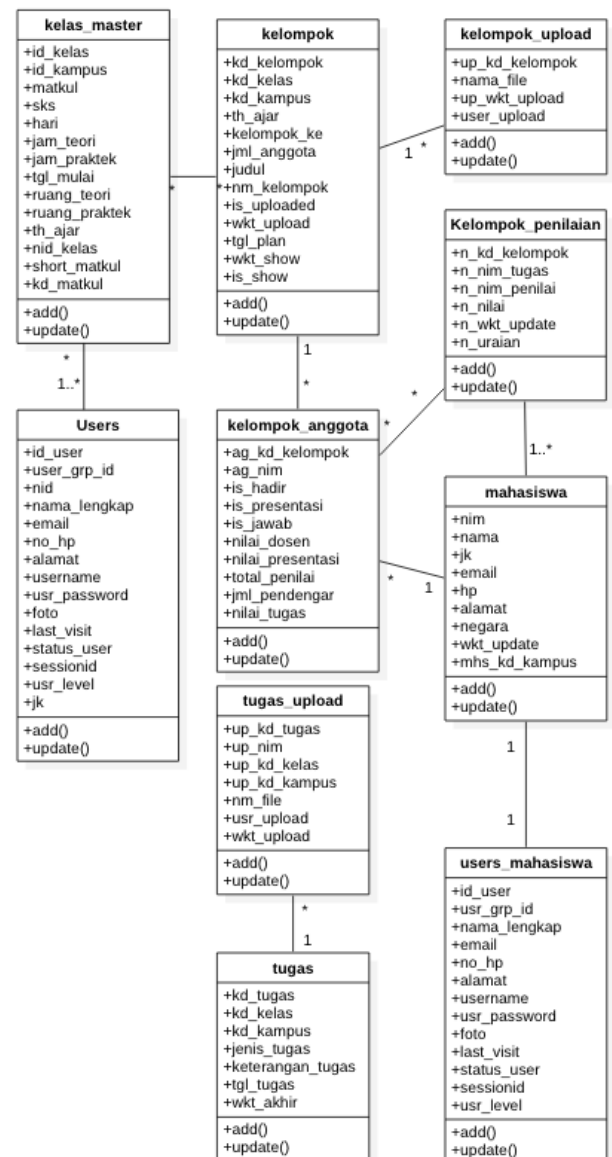 kelas_master
+id_kelas
+id_kampus
+matkul
+sks
+hari
+jam_teori
+jam_praktek
+tgl_mulai
+ruang_teori
+ruang_praktek
+th_ajar
+nid_kelas
+short_matkul
+kd_matkul
+add()
+update()
*
*
kelompok
+kd_kelompok
+kd_kelas
+kd_kampus
+th_ajar
+kelompok_ke
+jml_anggota
+judul
+nm_kelompok
+is_uploaded
+wkt_upload
+tgl_plan
+wkt_show
+is_show
+add()
+update()
1
*
kelompok_upload
+up_kd_kelompok
+nama_file
+up_wkt_upload
+user_upload
+add()
+update()
Kelompok_penilaian
+n_kd_kelompok
+n_nim_tugas
+n_nim_penilai
+n_nilai
+n_wkt_update
+n_uraian
+add()
+update()
*
1..*
1
*
*
*
1..*
Users
+id_user
+user_grp_id
+nid
+nama_lengkap
+email
+no_hp
+alamat
+username
+usr_password
+foto
+last_visit
+status_user
+sessionid
+usr_level
+jk
+add()
+update()
kelompok_anggota
+ag_kd_kelompok
+ag_nim
+is_hadir
+is_presentasi
+is_jawab
+nilai_dosen
+nilai_presentasi
+total_penilai
+jml_pendengar
+nilai_tugas
+add()
+update()
*
1
mahasiswa
+nim
+nama
+jk
+email
+hp
+alamat
+negara
+wkt_update
+mhs_kd_kampus
+add()
+update()
tugas_upload
+up_kd_tugas
+up_nim
+up_kd_kelas
+up_kd_kampus
+nm_file
+usr_upload
+wkt_upload
+add()
+update()
*
1
1
1
tugas
+kd_tugas
+kd_kelas
+kd_kampus
+jenis_tugas
+keterangan_tugas
+tgl_tugas
+wkt_akhir
+add()
+update()
users_mahasiswa
+id_user
+usr_grp_id
+nama_lengkap
+email
+no_hp
+alamat
+username
+usr_password
+foto
+last_visit
+status_user
+sessionid
+usr_level
+add()
+update()